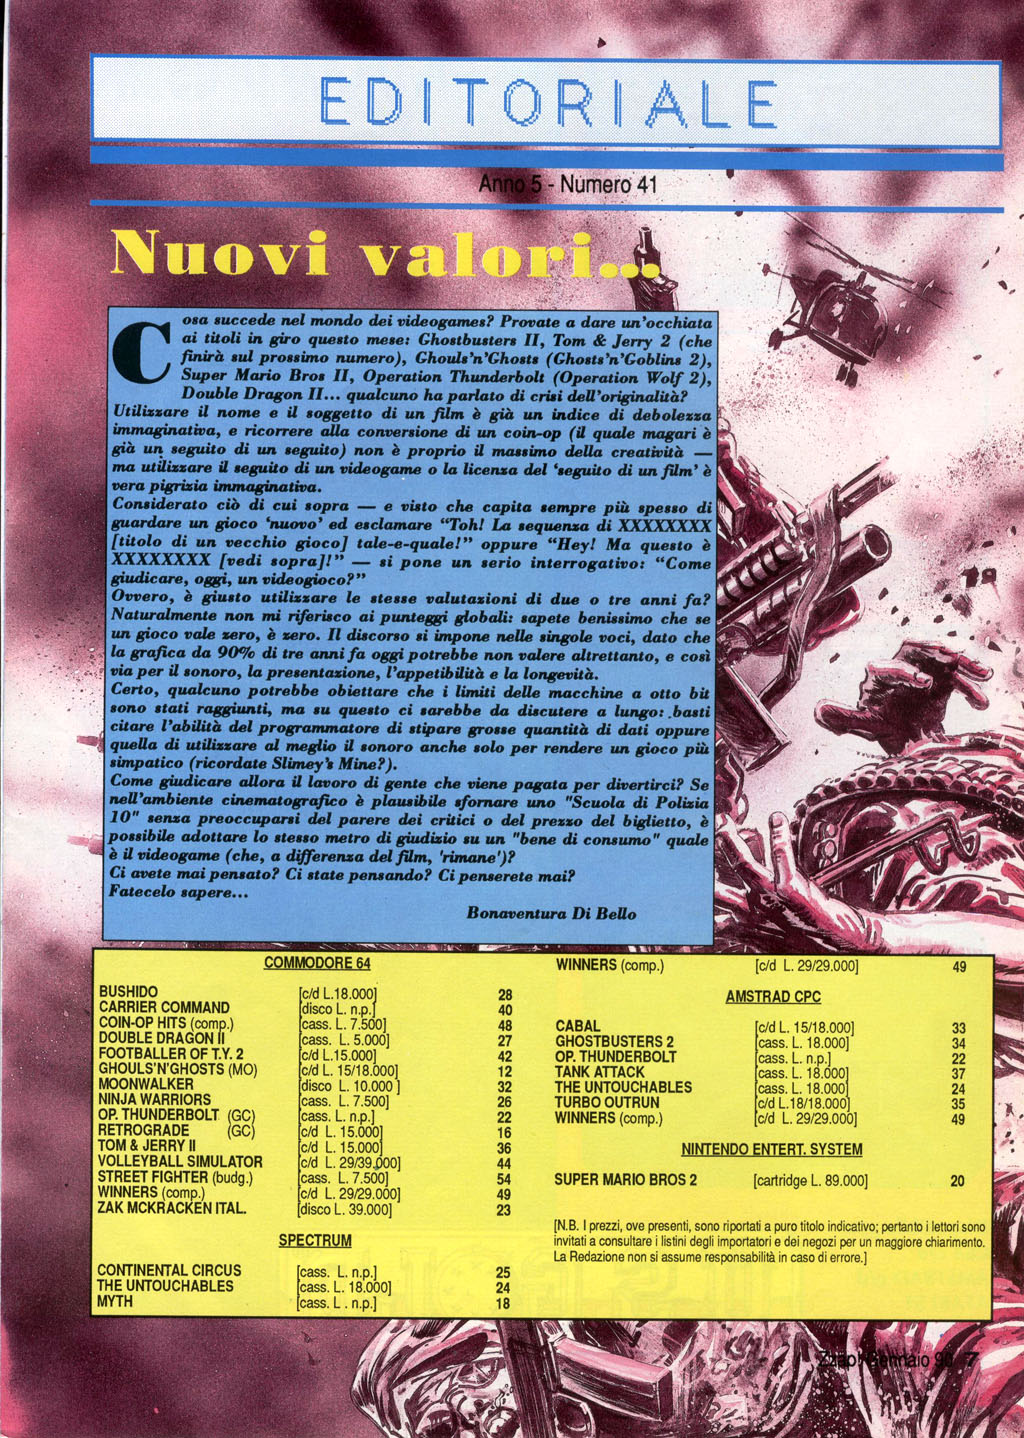 EDITORIALE
Anno 5 - Numero 41
Nuovi valori...
Cosa succede nel mondo dei videogames? Provate a dare un'occhiata
ai titoli in giro questo mese: Ghostbusters II, Tom & Jerry 2 (che
finirà sul prossimo numero), Ghouls'n'Ghosts (Ghosts'n'Goblins 2),
Super Mario Bros II, Operation Thunderbolt (Operation Wolf 2),
Double Dragon II... qualcuno ha parlato di crisi dell'originalità?
Utilizzare il nome e il soggetto di un film è già un indice di debolezza
immaginativa, e ricorrere alla conversione di un coin-op (il quale magari è
già un seguito di un seguito) non è proprio il massimo della creatività —
ma utilizzare il seguito di un videogame o la licenza del 'seguito di un film' è
vera pigrizia immaginativa.
Considerato ciò di cui sopra — e visto che capita sempre più spesso di
guardare un gioco 'nuovo' ed esclamare "Toh! La sequenza di XXXXXXXX
[titolo di un vecchio gioco] tale-e-quale!" oppure "Hey! Ma questo è
XXXXXXXX [vedi sopra]!" — si pone un serio interrogativo: "Come
giudicare, oggi, un videogioco?"
Ovvero, è giusto utilizzare le stesse valutazioni di due o tre anni fa?
Naturalmente non mi riferisco ai punteggi globali: sapete benissimo che se
un gioco vale zero, è zero. Il discorso si impone nelle singole voci, dato che
la grafica da 90% di tre anni fa oggi potrebbe non valere altrettanto, e così
via per il sonoro, la presentazione, l'appetibilità e la longevità.
Certo, qualcuno potrebbe obiettare che i limiti delle macchine a otto bit
sono stati raggiunti, ma su questo ci sarebbe da discutere a lungo: basti
citare l'abilità del programmatore di stipare grosse quantità di dati oppure
quella di utilizzare al meglio il sonoro anche solo per rendere un gioco più
simpatico (ricordate Slimey's Mine?).
Come giudicare allora il lavoro di gente che viene pagata per divertirci? Se
nell'ambiente cinematografico è plausibile sfornare uno "Scuola di Polizia
10" senza preoccuparsi del parere dei critici o del prezzo del biglietto, è
possibile adottare lo stesso metro di giudizio su un "bene di consumo" quale
è il videogame (che, a differenza del film, 'rimane')?
Ci avete mai pensato? Ci state pensando? Ci penserete mai?
Fatecelo sapere...
Bonaventura Di Bello
COMMODORE 64
BUSHIDO [c/d L.18.000] 28
CARRIER COMMAND [disco L. n.p.] 40
COIN-OP HITS (comp.) [cass. L. 7.500] 48
DOUBLE DRAGON II [cass. L. 5.000] 27
FOOTBALLER OF T.Y. 2 [c/d L.15.000] 42
GHOULS'N'GHOSTS (MO) [c/d L. 15/18.000] 12
MOONWALKER [disco L. 10.000 ] 32
NINJA WARRIORS [cass. L. 7.500] 26
OP. THUNDERBOLT (GC) [cass. L. n.p.] 22
RETROGRADE (GC) [c/d L. 15.000] 16
TOM & JERRY II [c/d L. 15.000] 36
VOLLEYBALL SIMULATOR [c/d L. 29/39.000] 44
STREET FIGHTER (budg.) [cass. L. 7.500] 54
WINNERS (comp.) [c/d L. 29/29.000] 49
ZAK MCKRACKEN ITAL. [disco L. 39.000] 23
SPECTRUM
CONTINENTAL CIRCUS [cass. L. n.p.] 25
THE UNTOUCHABLES [cass. L. 18.000] 24
MYTH [cass. L . n.p.] 18
WINNERS (comp.) [c/d L. 29/29.000] 49
AMSTRAD CPC
CABAL [c/d L. 15/18.000] 33
GHOSTBUSTERS 2 [cass. L. 18.000] 34
OP. THUNDERBOLT [cass. L. n.p.] 22
TANK ATTACK [cass. L. 18.000] 37
THE UNTOUCHABLES [cass. L. 18.000] 24
TURBO OUTRUN [c/d L.18/18.000] 35
WINNERS (comp.) [c/d L. 29/29.000] 49
NINTENDO ENTERT. SYSTEM
SUPER MARIO BROS 2 [cartridge L. 89.000] 20
[N.B. I prezzi, ove presenti, sono riportati a puro titolo indicativo; pertanto i lettori sono
invitati a consultare i listini degli importatori e dei negozi per un maggiore chiarimento.
La Redazione non si assume responsabilità in caso di errore.]
Zzap! Gennaio 90 7